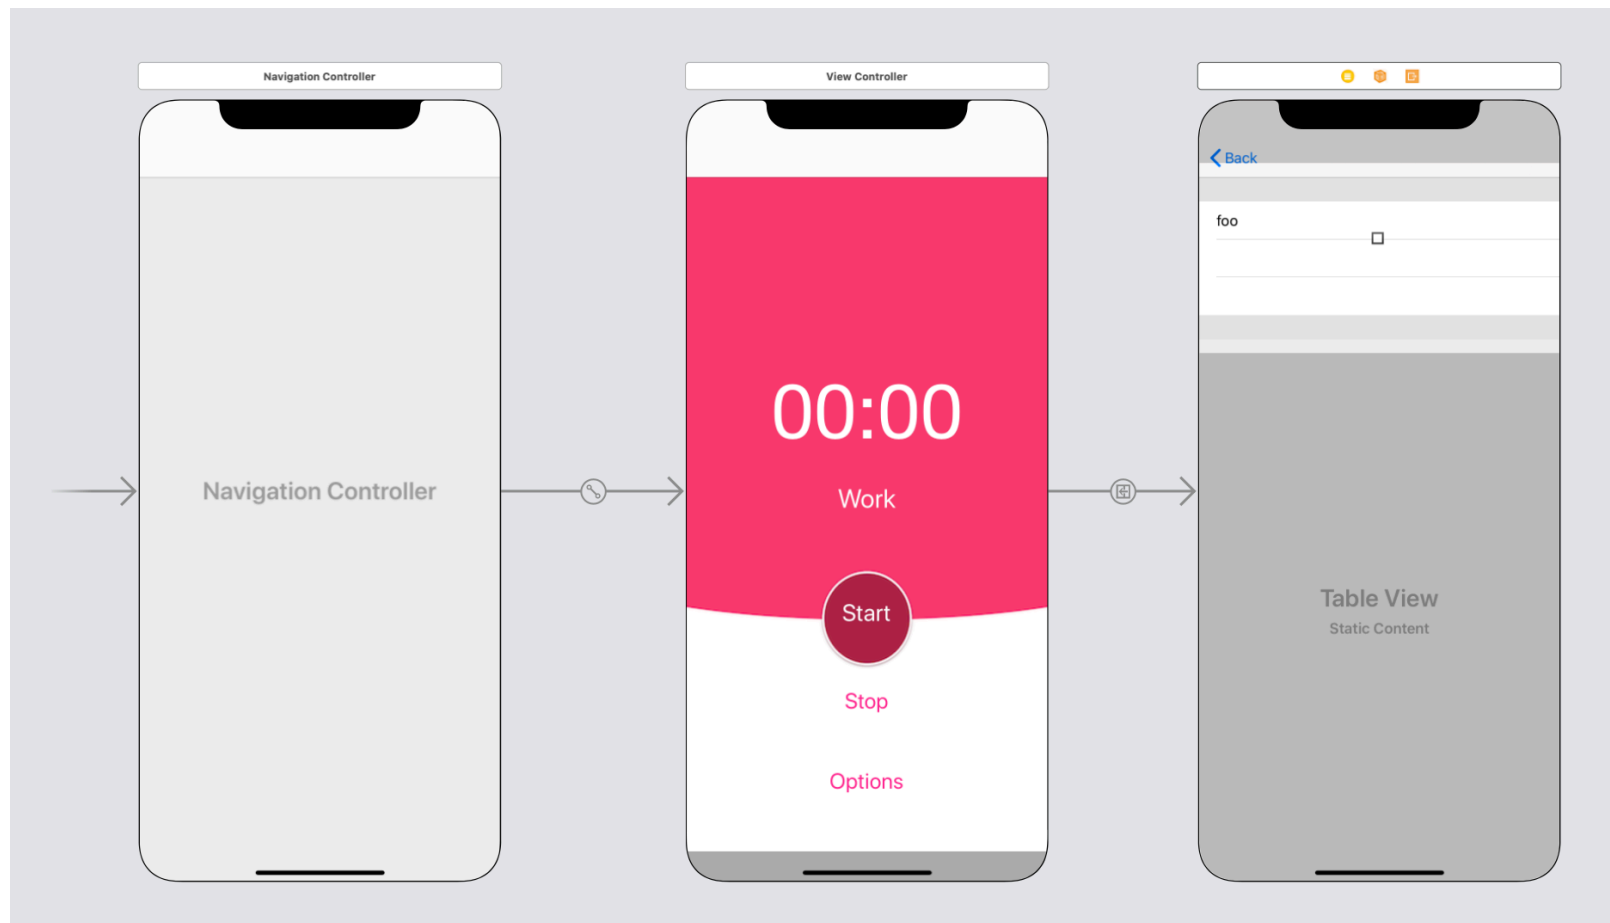 Navigation Controller
Navigation Controller
View Controller
00:00
Work
Start
Stop
Options
Back
foo
Table View
Static Content